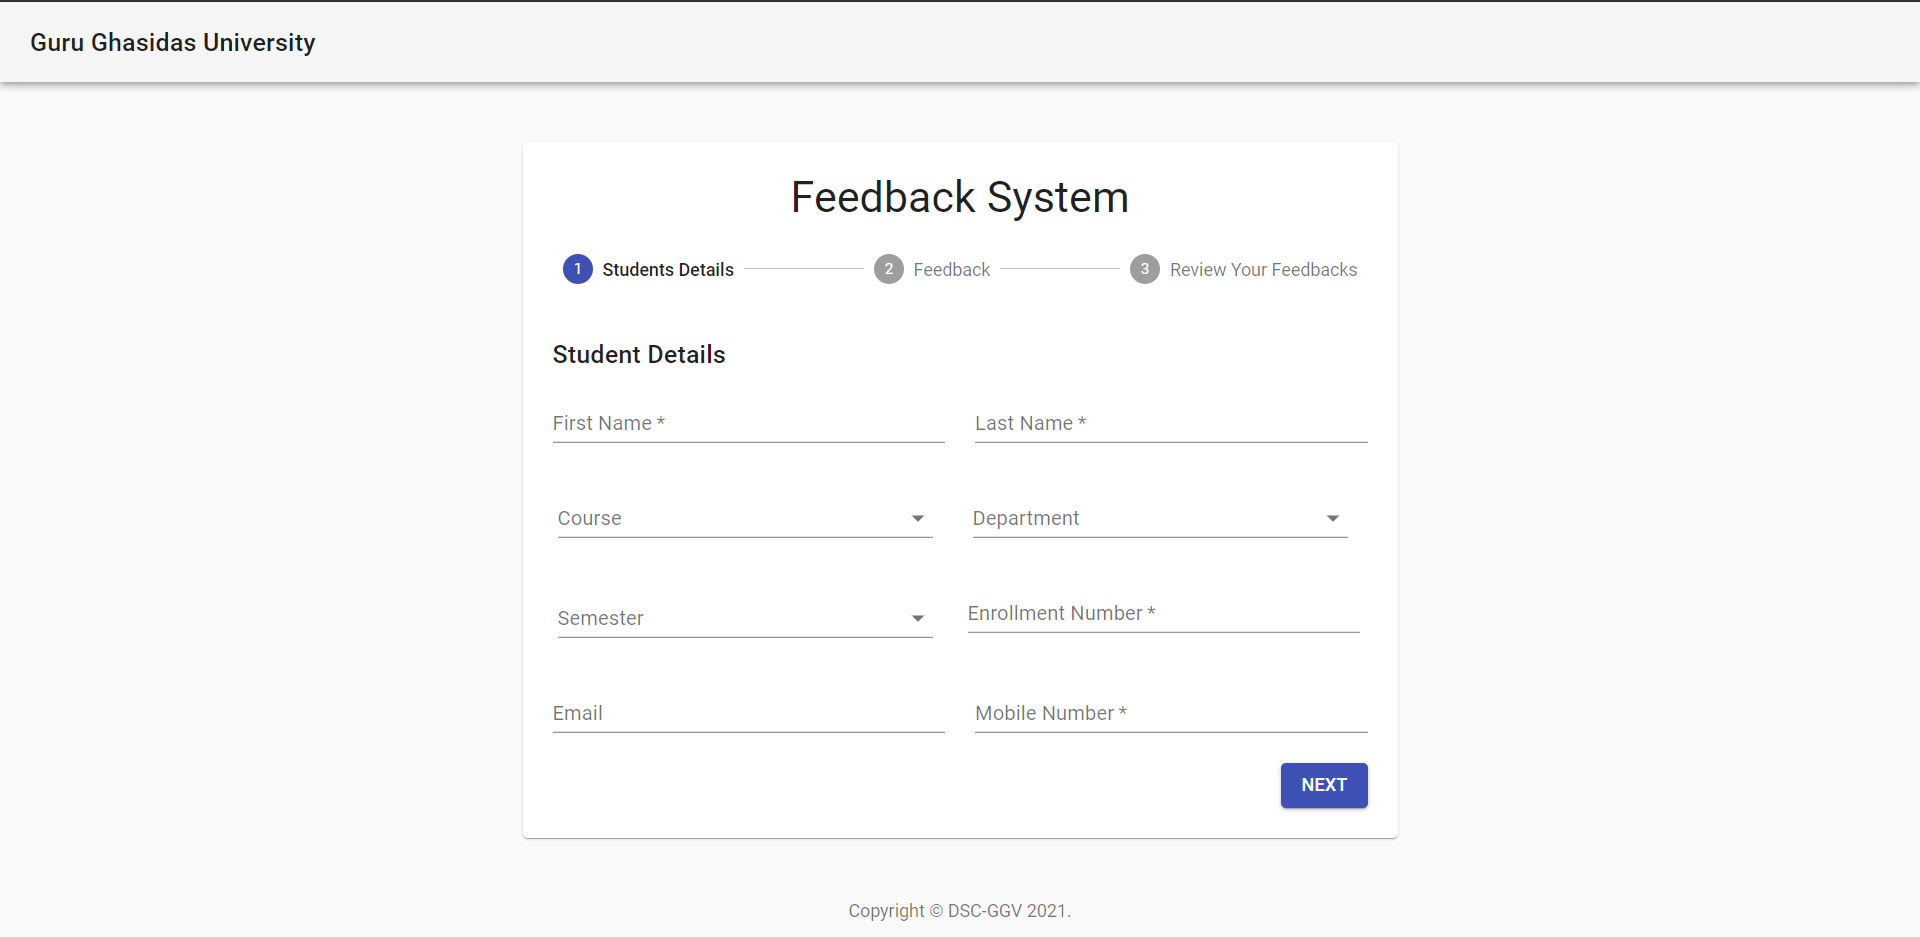 Guru Ghasidas University
Feedback System
1 Students Details 2 Feedback 3 Review Your Feedbacks
Student Details
First Name * Last Name *
Course Department
Semester Enrollment Number *
Email Mobile Number *
NEXT
Copyright © DSC-GGV 2021.